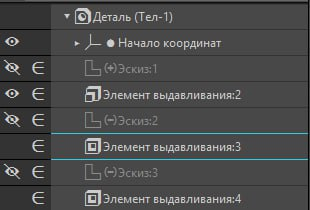 Деталь (Тел-1)
Начало координат
(+)Эскиз:1
Элемент выдавливания:2
(−)Эскиз:2
Элемент выдавливания:3
(−)Эскиз:3
Элемент выдавливания:4